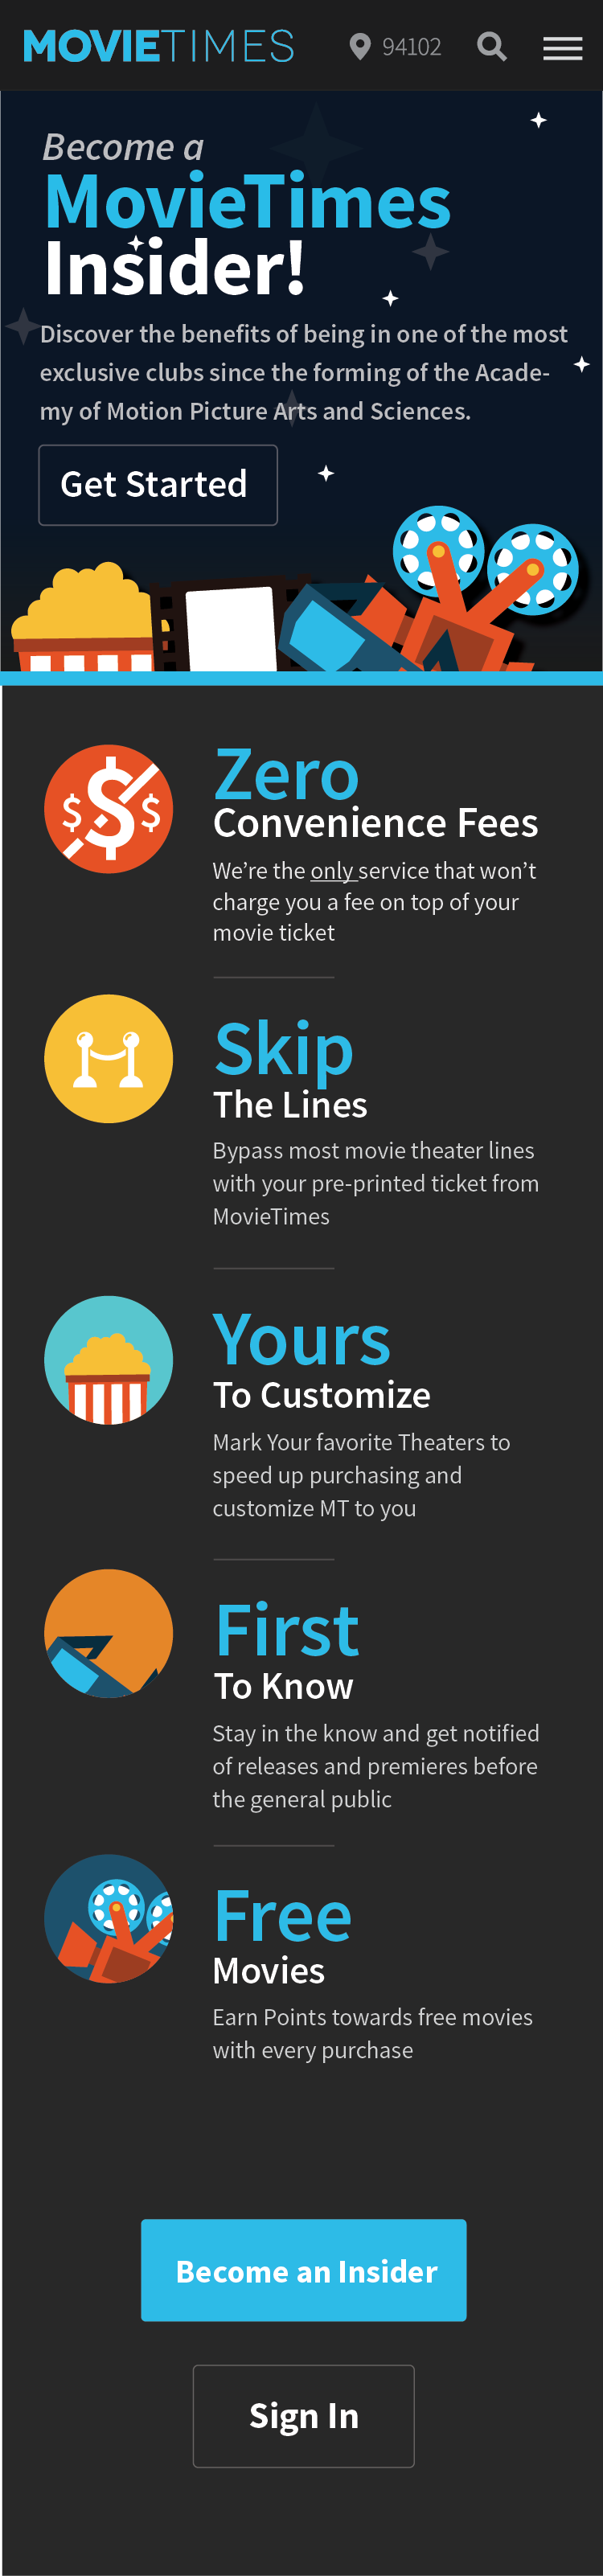 MOVIETIMES 94102
Become a
MovieTimes
Insider!
Discover the benefits of being in one of the most
exclusive clubs since the forming of the Acade-
my of Motion Picture Arts and Sciences.
Get Started
$ $ $
Zero
Convenience Fees
We’re the only service that won’t
charge you a fee on top of your
movie ticket
Skip
The Lines
Bypass most movie theater lines
with your pre-printed ticket from
MovieTimes
Yours
To Customize
Mark Your favorite Theaters to
speed up purchasing and
customize MT to you
First
To Know
Stay in the know and get notified
of releases and premieres before
the general public
Free
Movies
Earn Points towards free movies
with every purchase
Become an Insider
Sign In